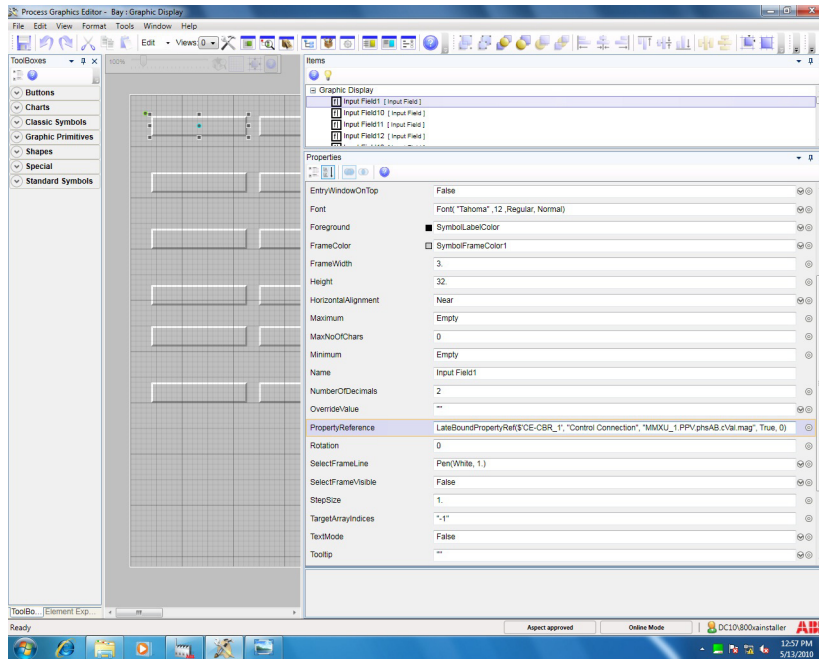 Process Graphics Editor - Bay : Graphic Display
File Edit View Format Tools Window Help
Edit Views: 0
ToolBoxes
100%
Items
Buttons
Charts
Classic Symbols
Graphic Primitives
Shapes
Special
Standard Symbols
Graphic Display
Input Field1 [ Input Field ]
Input Field10 [ Input Field ]
Input Field11 [ Input Field ]
Input Field12 [ Input Field ]
Properties
EntryWindowOnTop False
Font Font( "Tahoma" ,12 ,Regular, Normal)
Foreground SymbolLabelColor
FrameColor SymbolFrameColor1
FrameWidth 3.
Height 32.
HorizontalAlignment Near
Maximum Empty
MaxNoOfChars 0
Minimum Empty
Name Input Field1
NumberOfDecimals 2
OverrideValue ""
PropertyReference LateBoundPropertyRef($'CE-CBR_1', "Control Connection", "MMXU_1.PPV.phsAB.cVal.mag", True, 0)
Rotation 0
SelectFrameLine Pen(White, 1.)
SelectFrameVisible False
StepSize 1.
TargetArrayIndices "-1"
TextMode False
Tooltip ""
ToolBo... Element Exp...
Ready Aspect approved Online Mode DC10\800xainstaller ABB
12:57 PM
5/13/2010